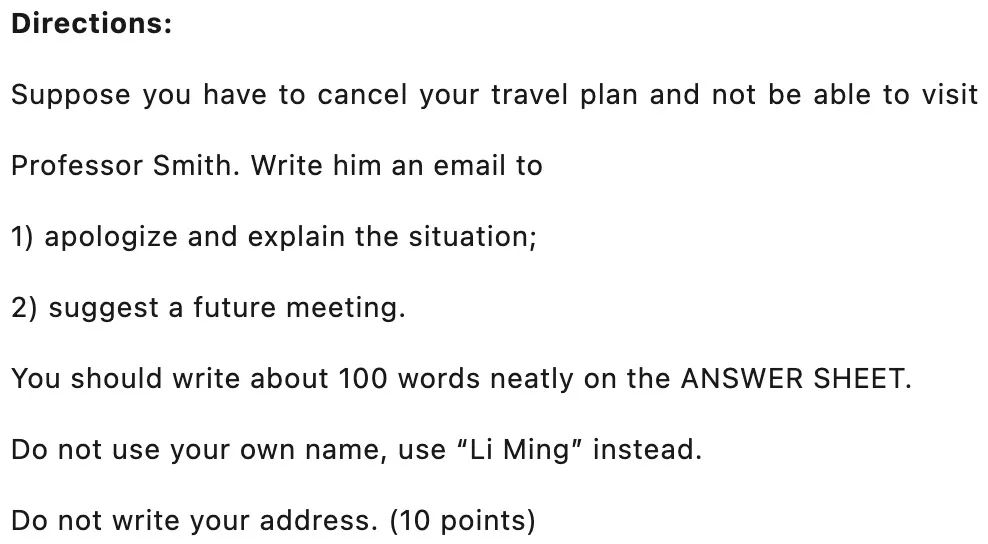 Directions:
Suppose you have to cancel your travel plan and not be able to visit
Professor Smith. Write him an email to
1) apologize and explain the situation;
2) suggest a future meeting.
You should write about 100 words neatly on the ANSWER SHEET.
Do not use your own name, use “Li Ming” instead.
Do not write your address. (10 points)